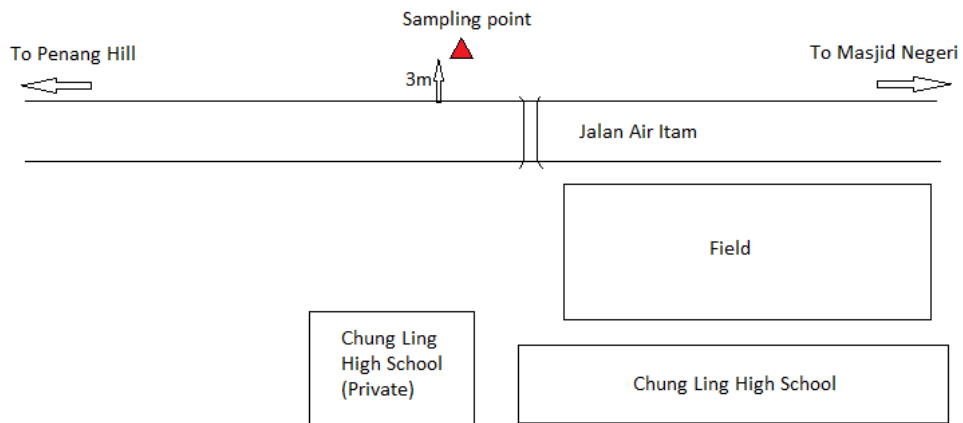 Sampling point
To Penang Hill
To Masjid Negeri
3m
Jalan Air Itam
Field
Chung Ling
High School
(Private)
Chung Ling High School